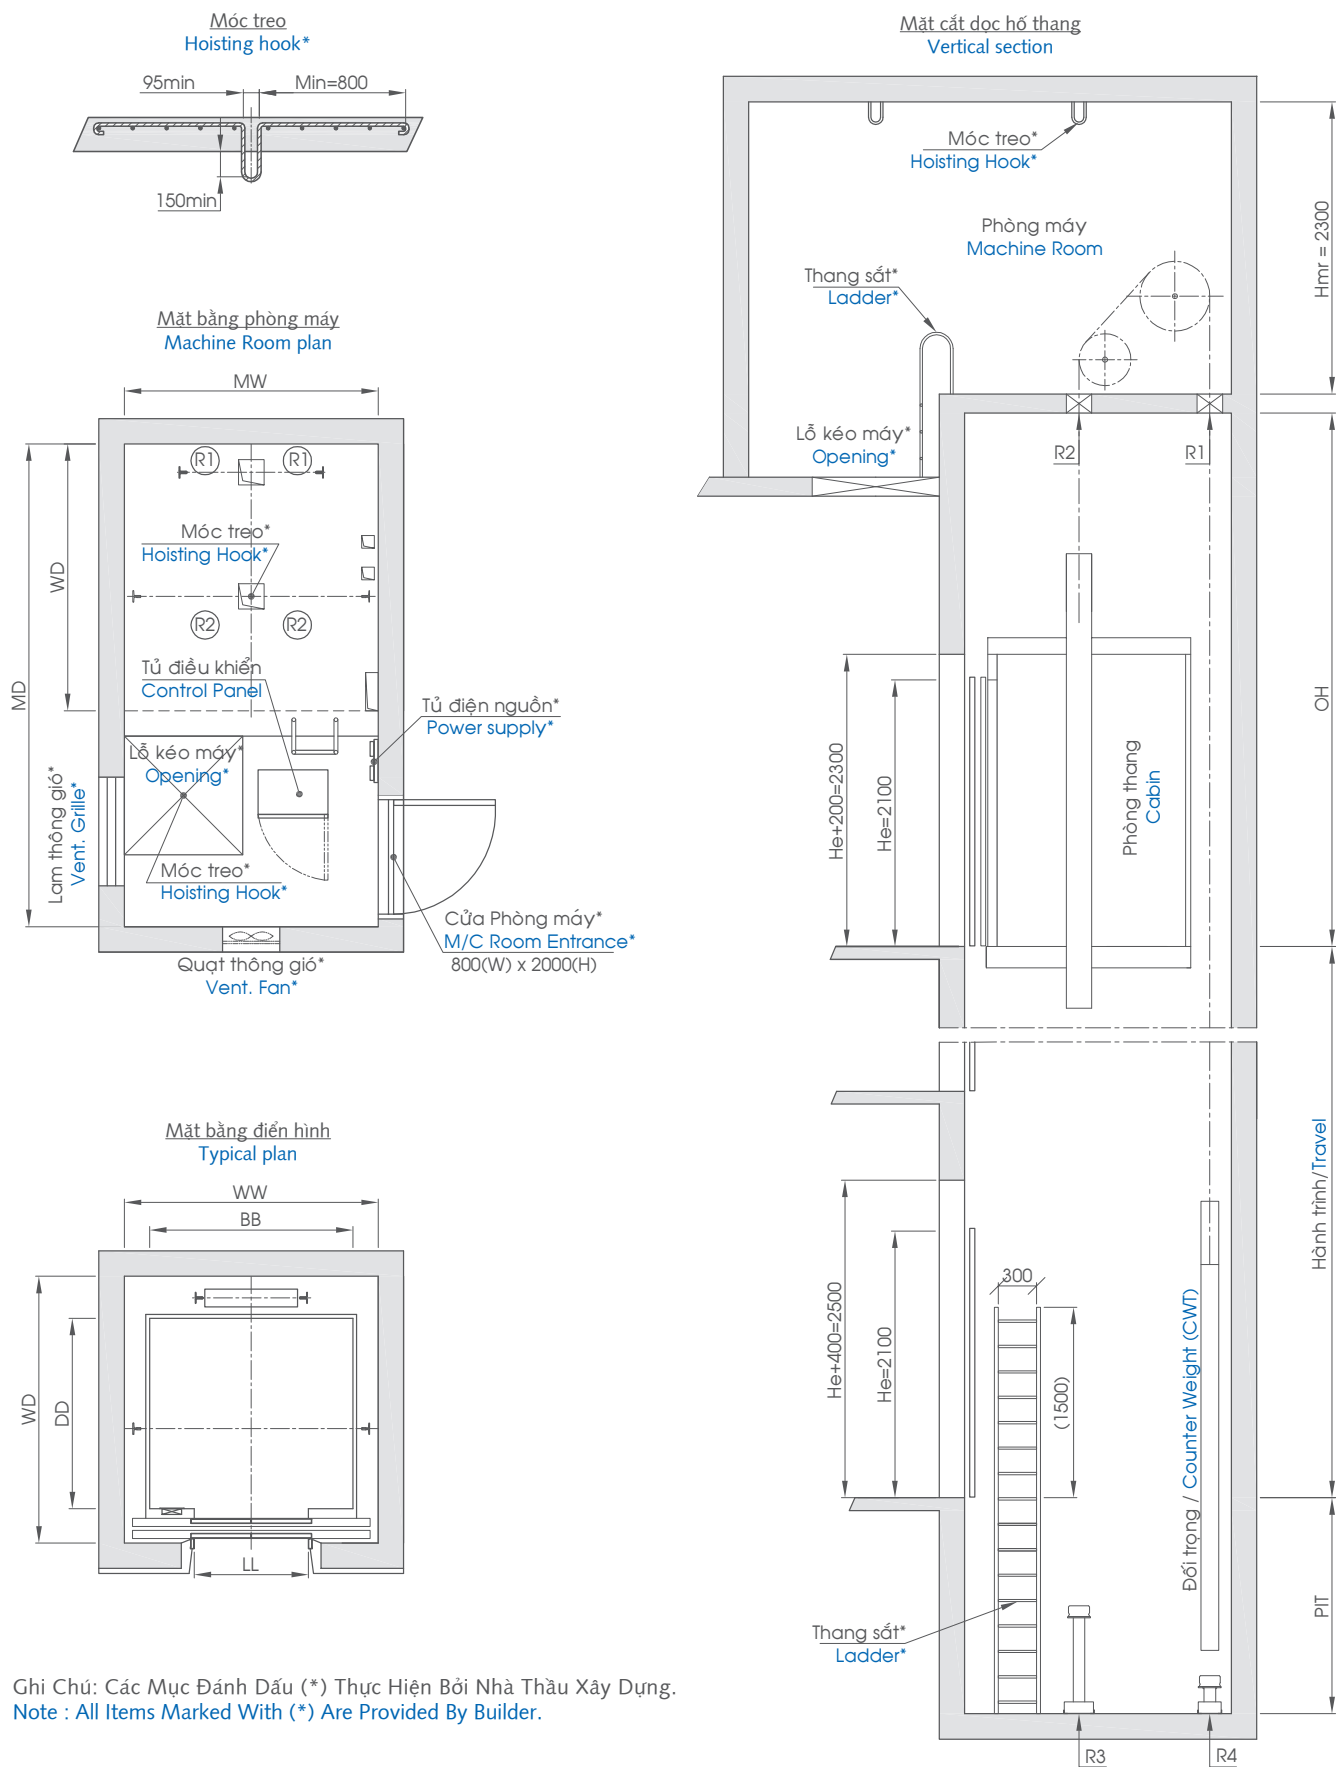 Móc treo
Hoisting hook*
95min
Min=800
150min
Mặt bằng phòng máy
Machine Room plan
MW
R1
R1
Móc treo*
Hoisting Hook*
WD
MD
R2
R2
Tủ điều khiển
Control Panel
Tủ điện nguồn*
Power supply*
Lỗ kéo máy*
Opening*
Lam thông gió*
Vent. Grille*
Móc treo*
Hoisting Hook*
Cửa Phòng máy*
M/C Room Entrance*
800(W) x 2000(H)
Quạt thông gió*
Vent. Fan*
Mặt bằng điển hình
Typical plan
WW
BB
WD
DD
LL
Mặt cắt dọc hố thang
Vertical section
Móc treo*
Hoisting Hook*
Phòng máy
Machine Room
Hmr = 2300
Thang sắt*
Ladder*
Lỗ kéo máy*
Opening*
R2
R1
OH
He+200=2300
He=2100
Phòng thang
Cabin
Hành trình/Travel
300
He+400=2500
He=2100
(1500)
Đối trọng / Counter Weight (CWT)
PIT
Thang sắt*
Ladder*
R3
R4
Ghi Chú: Các Mục Đánh Dấu (*) Thực Hiện Bởi Nhà Thầu Xây Dựng.
Note : All Items Marked With (*) Are Provided By Builder.